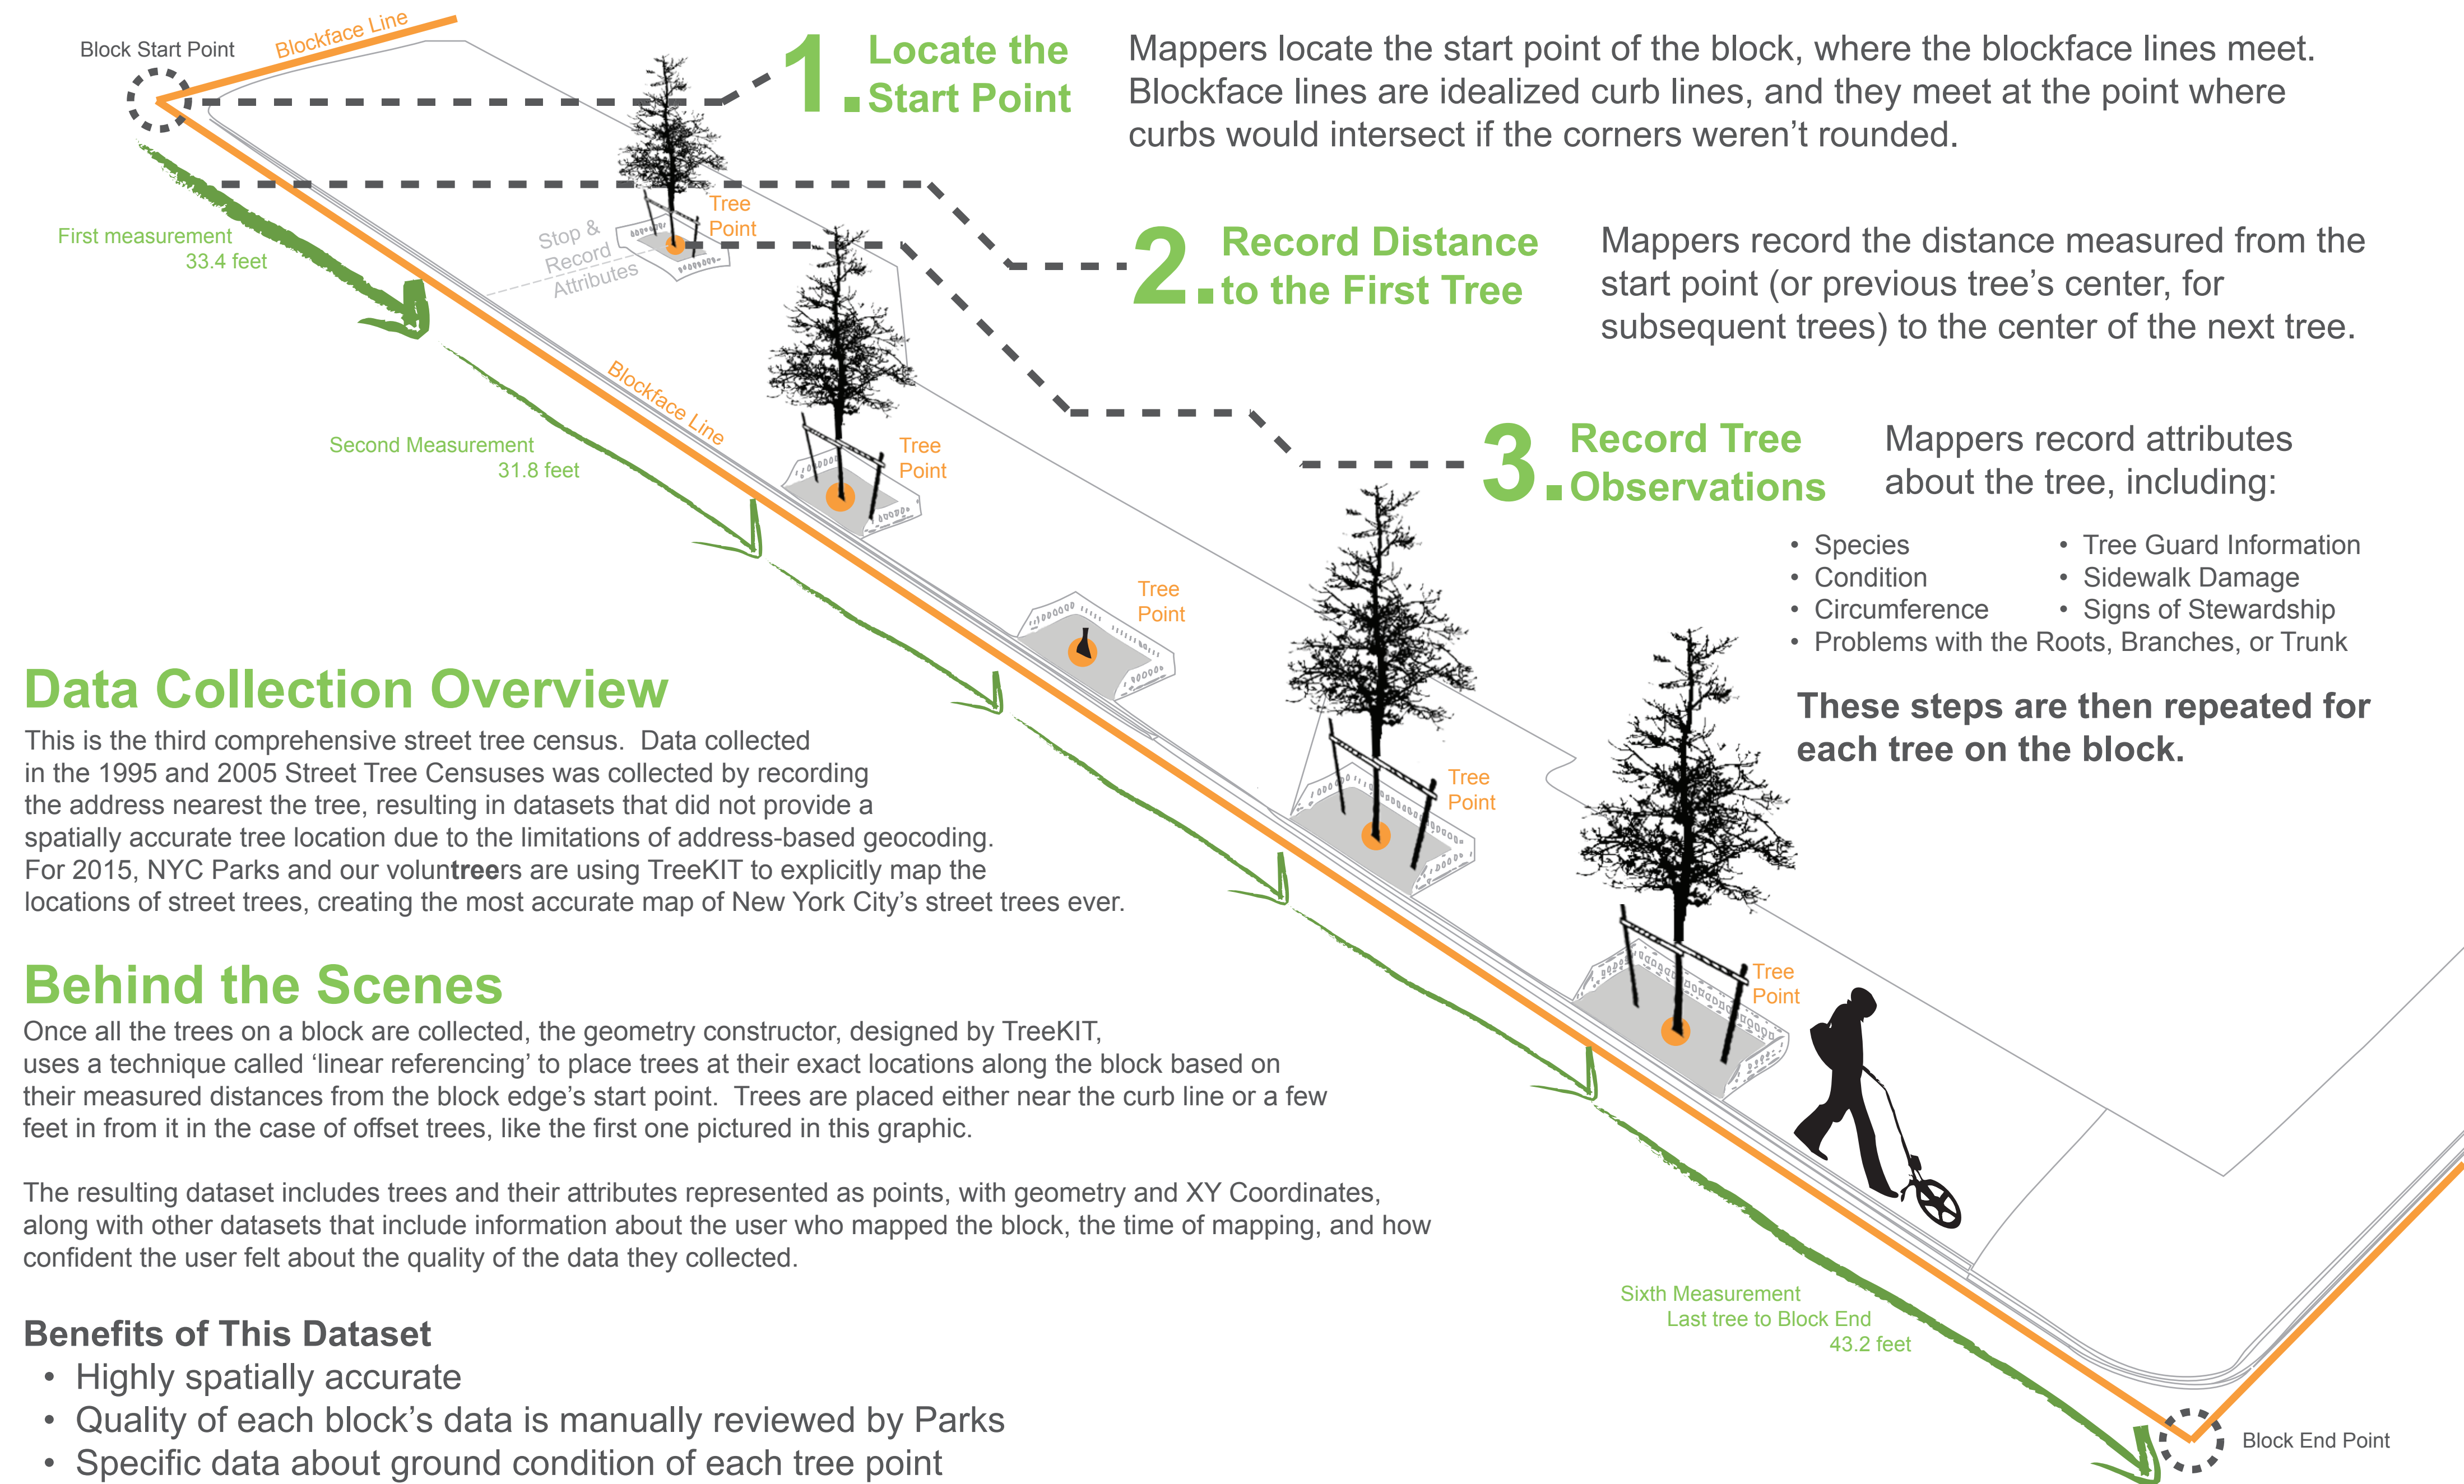 Block Start Point
Blockface Line
1. Locate the
Start Point
Mappers locate the start point of the block, where the blockface lines meet.
Blockface lines are idealized curb lines, and they meet at the point where
curbs would intersect if the corners weren’t rounded.
First measurement
33.4 feet
Stop &
Record
Attributes
Tree
Point
2. Record Distance
to the First Tree
Mappers record the distance measured from the
start point (or previous tree’s center, for
subsequent trees) to the center of the next tree.
Blockface Line
Second Measurement
31.8 feet
Tree
Point
3. Record Tree
Observations
Mappers record attributes
about the tree, including:
• Species
• Condition
• Circumference
• Tree Guard Information
• Sidewalk Damage
• Signs of Stewardship
• Problems with the Roots, Branches, or Trunk
These steps are then repeated for
each tree on the block.
Tree
Point
Tree
Point
Tree
Point
Data Collection Overview
This is the third comprehensive street tree census.  Data collected
in the 1995 and 2005 Street Tree Censuses was collected by recording
the address nearest the tree, resulting in datasets that did not provide a
spatially accurate tree location due to the limitations of address-based geocoding.
For 2015, NYC Parks and our voluntreers are using TreeKIT to explicitly map the
locations of street trees, creating the most accurate map of New York City’s street trees ever.
Behind the Scenes
Once all the trees on a block are collected, the geometry constructor, designed by TreeKIT,
uses a technique called ‘linear referencing’ to place trees at their exact locations along the block based on
their measured distances from the block edge’s start point.  Trees are placed either near the curb line or a few
feet in from it in the case of offset trees, like the first one pictured in this graphic.
The resulting dataset includes trees and their attributes represented as points, with geometry and XY Coordinates,
along with other datasets that include information about the user who mapped the block, the time of mapping, and how
confident the user felt about the quality of the data they collected.
Benefits of This Dataset
• Highly spatially accurate
• Quality of each block’s data is manually reviewed by Parks
• Specific data about ground condition of each tree point
Sixth Measurement
Last tree to Block End
43.2 feet
Block End Point